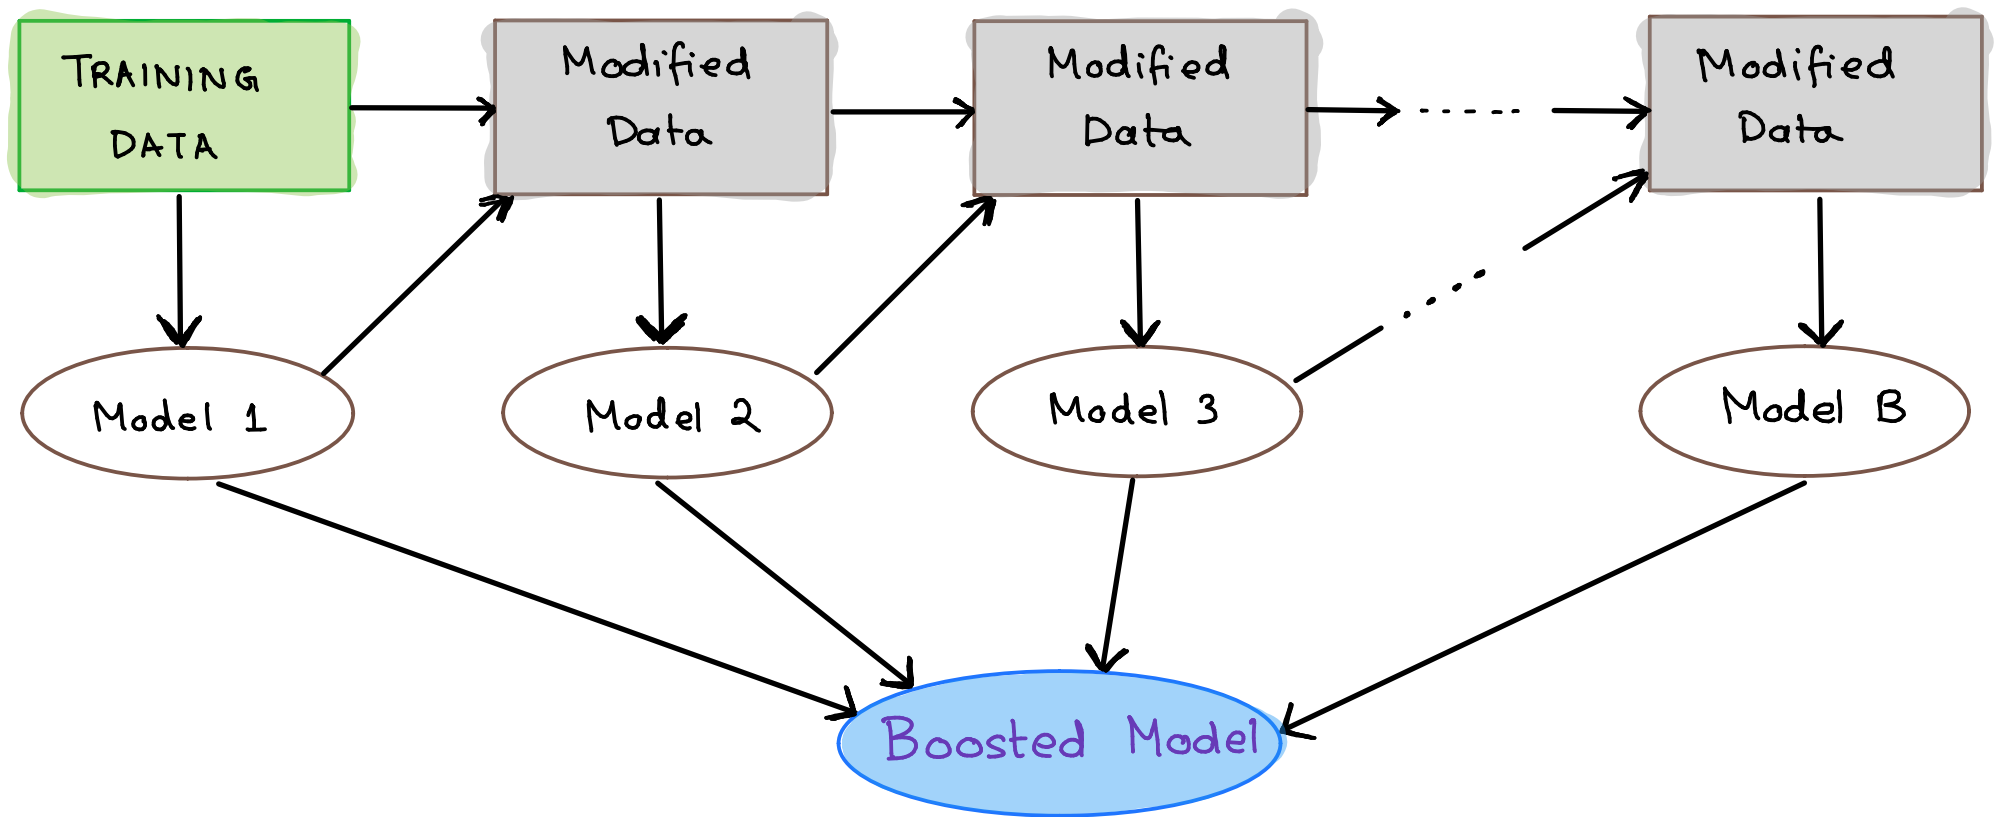 TRAINING
DATA
Modified
Data
Modified
Data
Modified
Data
Model 1
Model 2
Model 3
Model B
Boosted Model